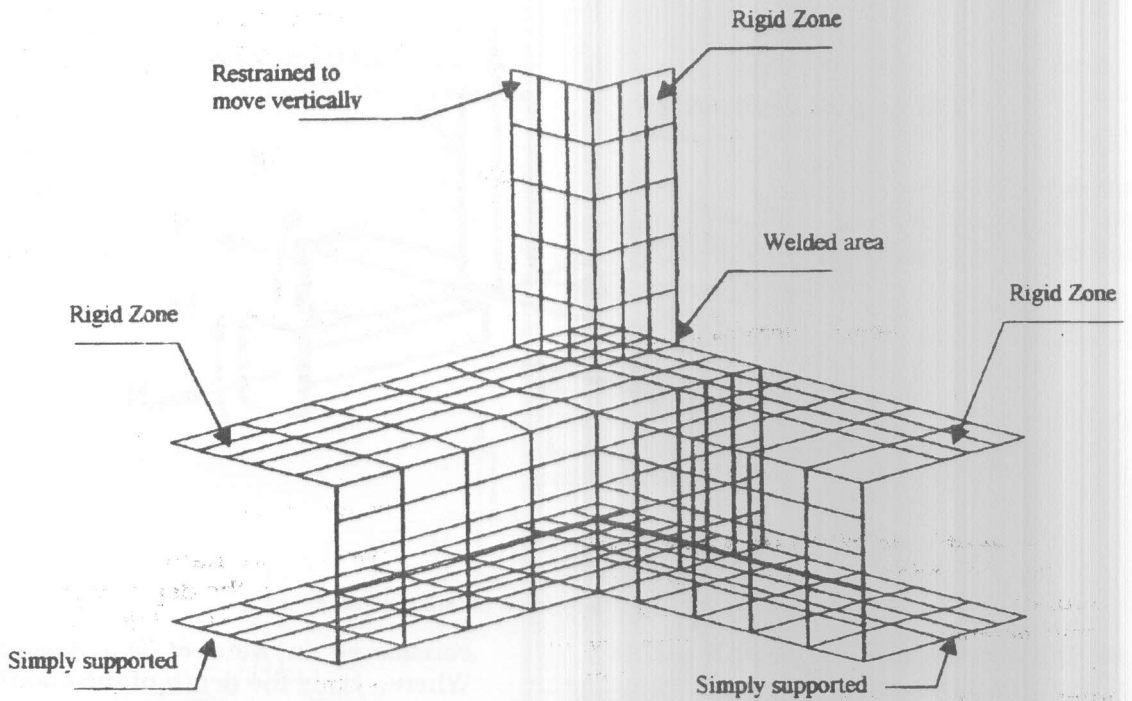 Rigid Zone
Restrained to
move vertically
Welded area
Rigid Zone
Rigid Zone
Simply supported
Simply supported